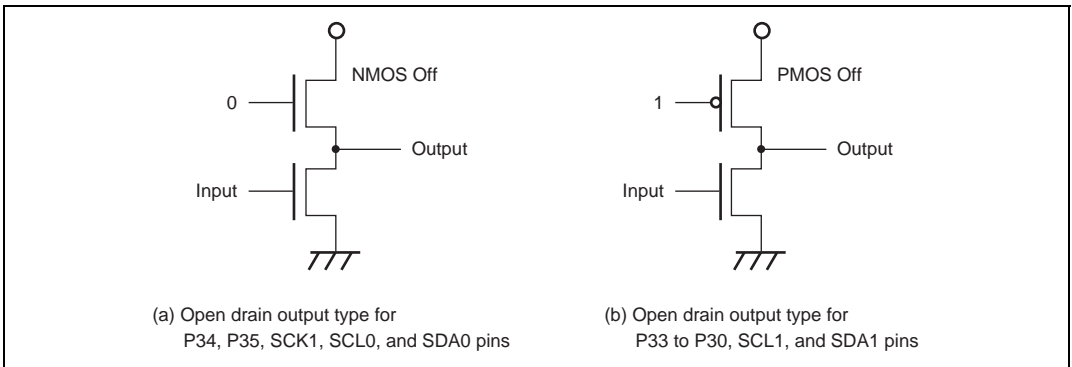 NMOS Off
0
Output
Input
(a) Open drain output type for
P34, P35, SCK1, SCL0, and SDA0 pins
PMOS Off
1
Output
Input
(b) Open drain output type for
P33 to P30, SCL1, and SDA1 pins